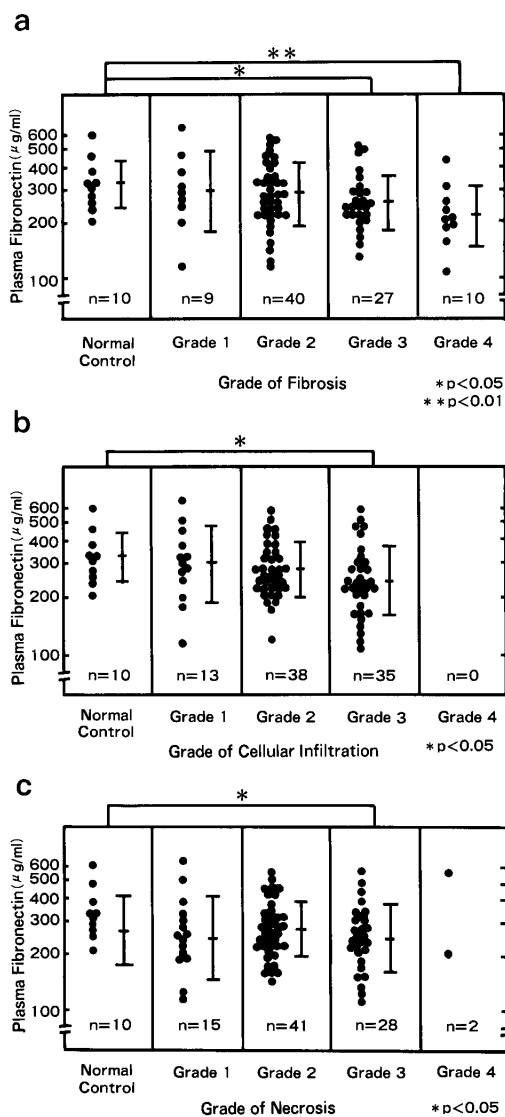 a
**
*
Plasma Fibronectin (μg/ml)
600
500
400
300
200
100
n=10 n=9 n=40 n=27 n=10
Normal Control Grade 1 Grade 2 Grade 3 Grade 4
Grade of Fibrosis
*p<0.05
**p<0.01
b
*
Plasma Fibronectin (μg/ml)
600
500
400
300
200
100
n=10 n=13 n=38 n=35 n=0
Normal Control Grade 1 Grade 2 Grade 3 Grade 4
Grade of Cellular Infiltration
*p<0.05
c
*
Plasma Fibronectin (μg/ml)
600
500
400
300
200
100
n=10 n=15 n=41 n=28 n=2
Normal Control Grade 1 Grade 2 Grade 3 Grade 4
Grade of Necrosis
*p<0.05